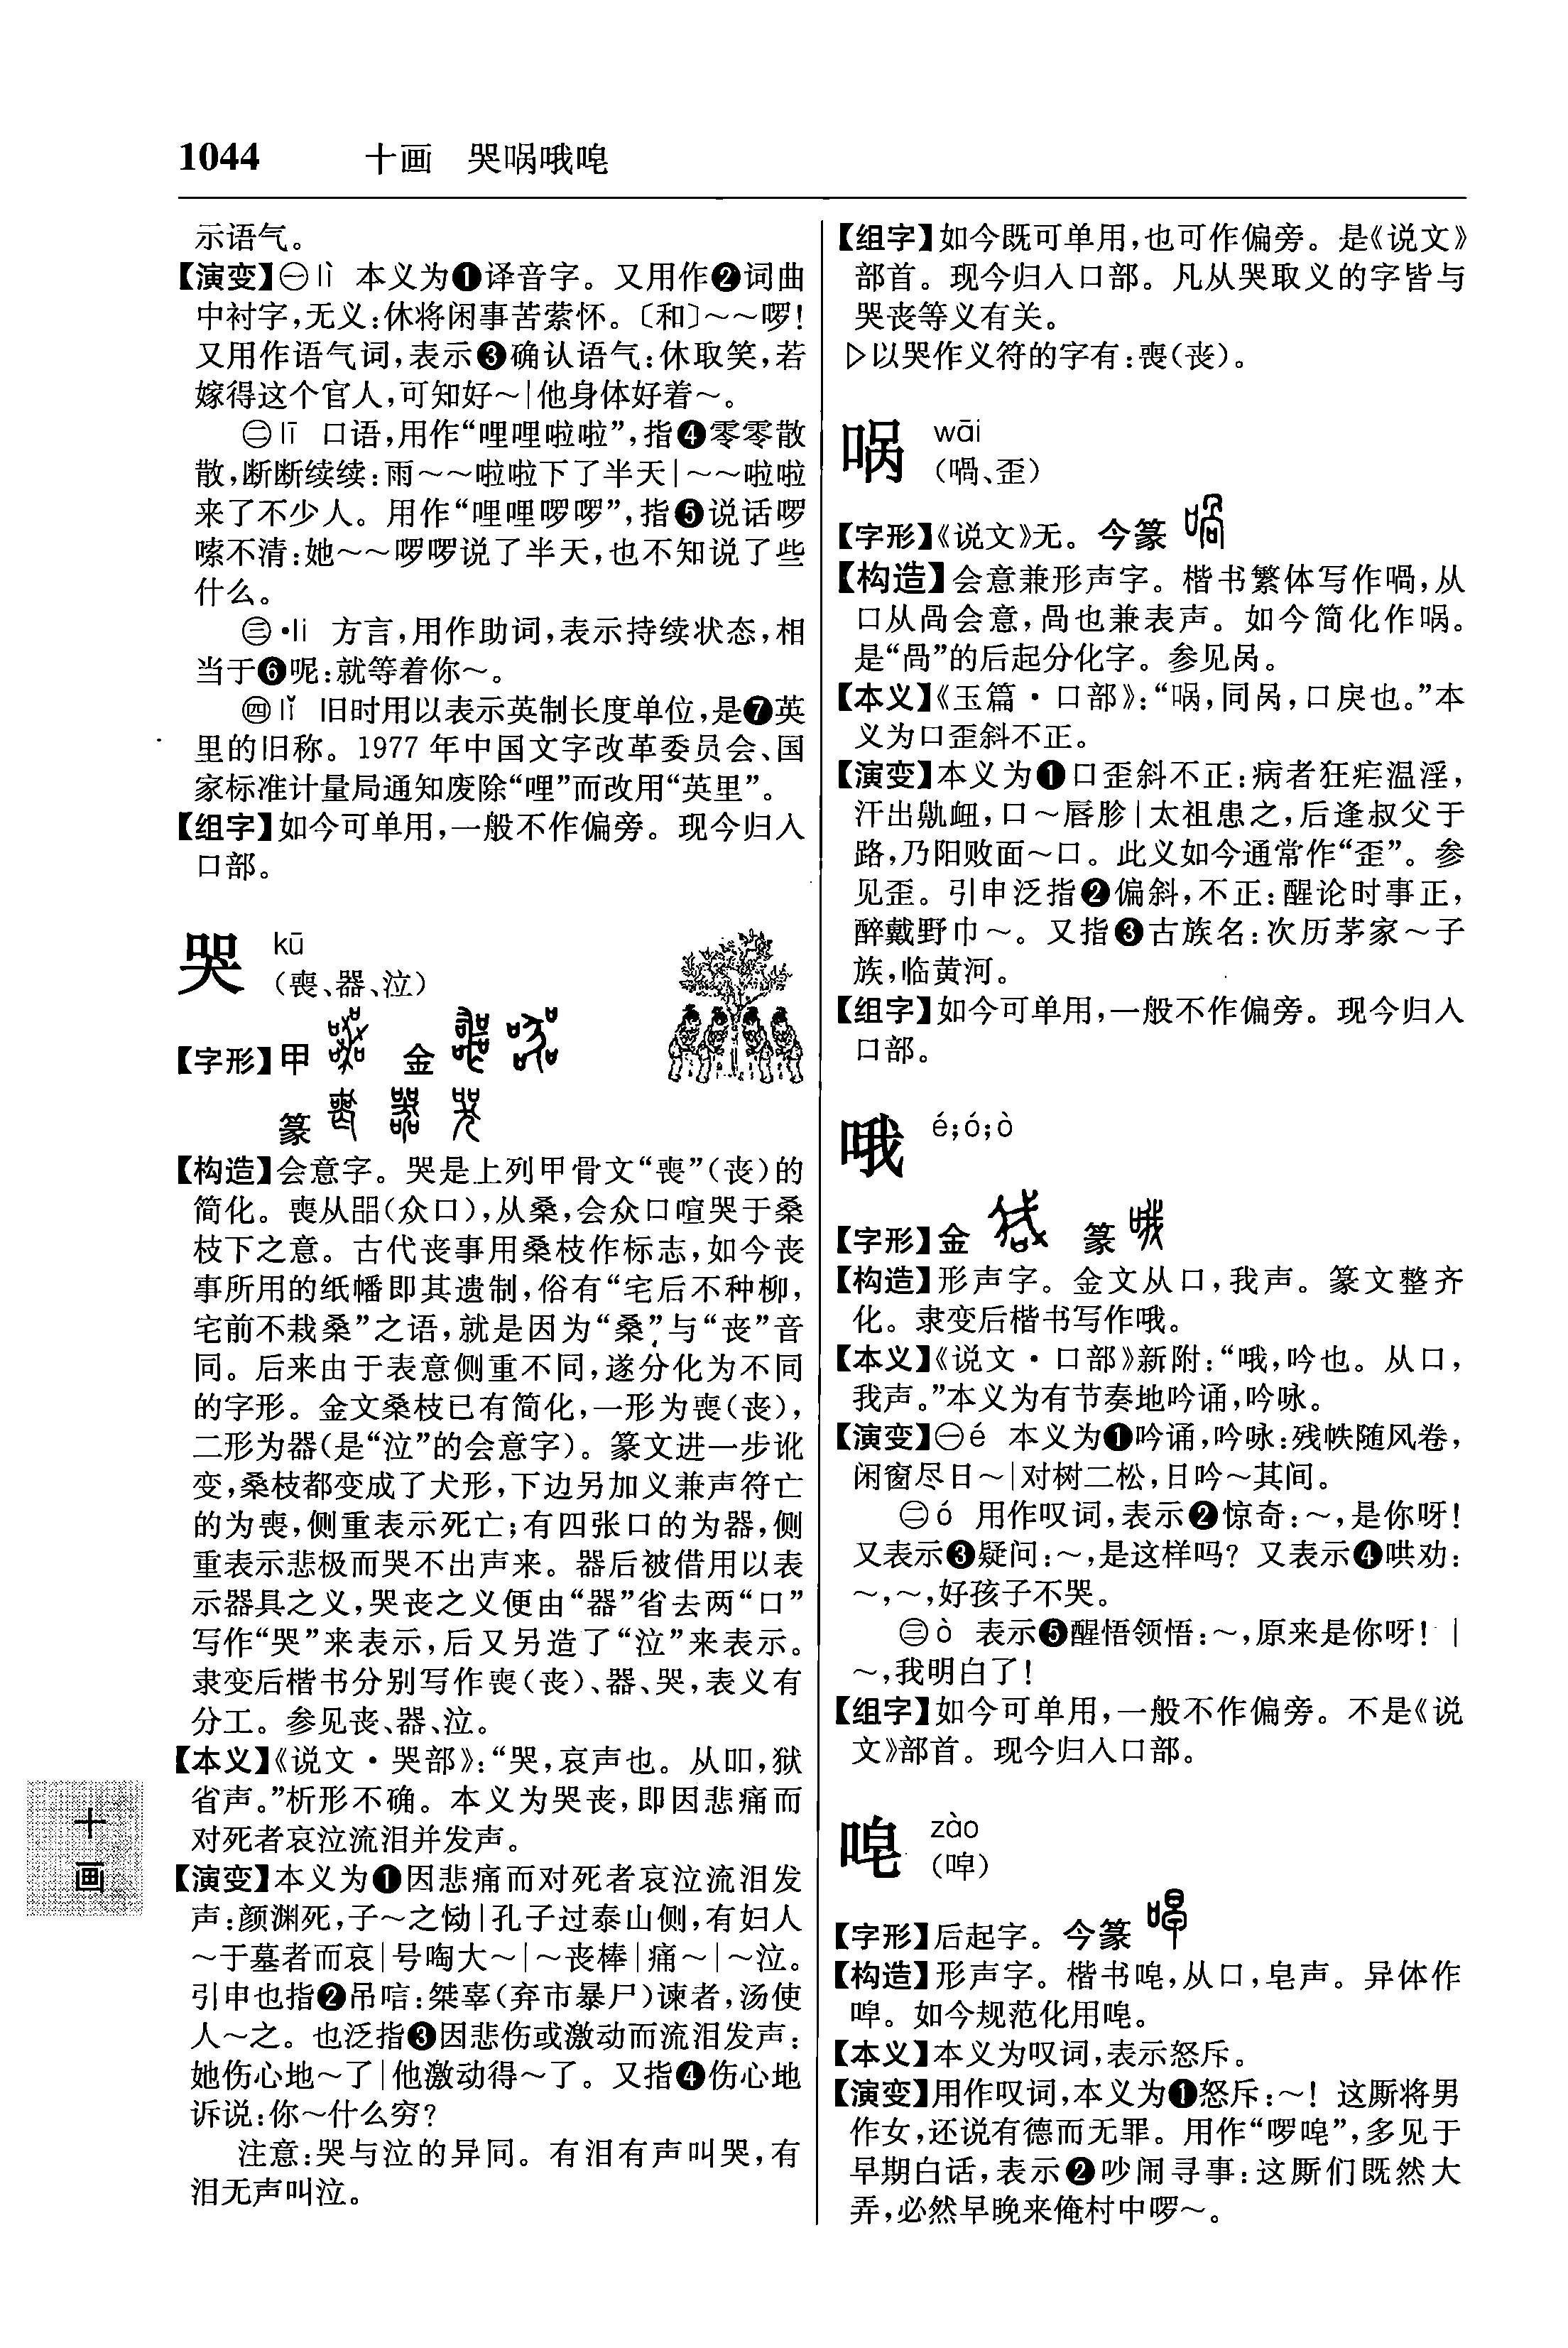 1044 十画 哭㖞哦唣
示语气。
【演变】㊀lì 本义为❶译音字。又用作❷词曲
中衬字,无义:休将闲事苦萦怀。〔和〕～～啰!
又用作语气词,表示❸确认语气:休取笑,若
嫁得这个官人,可知好～|他身体好着～。
㊁lī 口语,用作“哩哩啦啦”,指❹零零散
散,断断续续:雨～～啦啦下了半天|～～啦啦
来了不少人。用作“哩哩啰啰”,指❺说话啰
嗦不清:她～～啰啰说了半天,也不知说了些
什么。
㊂·li 方言,用作助词,表示持续状态,相
当于❻呢:就等着你～。
㊃lǐ 旧时用以表示英制长度单位,是❼英
里的旧称。1977年中国文字改革委员会、国
家标准计量局通知废除“哩”而改用“英里”。
【组字】如今可单用,一般不作偏旁。现今归入
口部。
哭 kū
(喪、器、泣)
【字形】甲 金
篆
【构造】会意字。哭是上列甲骨文“喪”(丧)的
简化。喪从㗊(众口),从桑,会众口喧哭于桑
枝下之意。古代丧事用桑枝作标志,如今丧
事所用的纸幡即其遗制,俗有“宅后不种柳,
宅前不栽桑”之语,就是因为“桑”与“丧”音
同。后来由于表意侧重不同,遂分化为不同
的字形。金文桑枝已有简化,一形为喪(丧),
二形为器(是“泣”的会意字)。篆文进一步讹
变,桑枝都变成了犬形,下边另加义兼声符亡
的为喪,侧重表示死亡;有四张口的为器,侧
重表示悲极而哭不出声来。器后被借用以表
示器具之义,哭丧之义便由“器”省去两“口”
写作“哭”来表示,后又另造了“泣”来表示。
隶变后楷书分别写作喪(丧)、器、哭,表义有
分工。参见丧、器、泣。
【本义】《说文·哭部》:“哭,哀声也。从吅,狱
省声。”析形不确。本义为哭丧,即因悲痛而
对死者哀泣流泪并发声。
【演变】本义为❶因悲痛而对死者哀泣流泪发
声:颜渊死,子～之恸|孔子过泰山侧,有妇人
～于墓者而哀|号啕大～|～丧棒|痛～|～泣。
引申也指❷吊唁:桀辜(弃市暴尸)谏者,汤使
人～之。也泛指❸因悲伤或激动而流泪发声:
她伤心地～了|他激动得～了。又指❹伤心地
诉说:你～什么穷?
注意:哭与泣的异同。有泪有声叫哭,有
泪无声叫泣。
【组字】如今既可单用,也可作偏旁。是《说文》
部首。现今归入口部。凡从哭取义的字皆与
哭丧等义有关。
▷以哭作义符的字有:喪(丧)。
㖞 wāi
(喎、歪)
【字形】《说文》无。今篆
【构造】会意兼形声字。楷书繁体写作喎,从
口从咼会意,咼也兼表声。如今简化作㖞。
是“咼”的后起分化字。参见呙。
【本义】《玉篇·口部》:“㖞,同呙,口戾也。”本
义为口歪斜不正。
【演变】本义为❶口歪斜不正:病者狂疟温淫,
汗出鼽衄,口～唇胗|太祖患之,后逢叔父于
路,乃阳败面～口。此义如今通常作“歪”。参
见歪。引申泛指❷偏斜,不正:醒论时事正,
醉戴野巾～。又指❸古族名:次历茅家～子
族,临黄河。
【组字】如今可单用,一般不作偏旁。现今归入
口部。
哦 é;ó;ò
【字形】金 篆
【构造】形声字。金文从口,我声。篆文整齐
化。隶变后楷书写作哦。
【本义】《说文·口部》新附:“哦,吟也。从口,
我声。”本义为有节奏地吟诵,吟咏。
【演变】㊀é 本义为❶吟诵,吟咏:残帙随风卷,
闲窗尽日～|对树二松,日吟～其间。
㊁ó 用作叹词,表示❷惊奇:～,是你呀!
又表示❸疑问:～,是这样吗?又表示❹哄劝:
～,～,好孩子不哭。
㊂ò 表示❺醒悟领悟:～,原来是你呀!|
～,我明白了!
【组字】如今可单用,一般不作偏旁。不是《说
文》部首。现今归入口部。
唣 zào
(唕)
【字形】后起字。今篆
【构造】形声字。楷书唣,从口,皂声。异体作
唕。如今规范化用唣。
【本义】本义为叹词,表示怒斥。
【演变】用作叹词,本义为❶怒斥:～!这厮将男
作女,还说有德而无罪。用作“啰唣”,多见于
早期白话,表示❷吵闹寻事:这厮们既然大
弄,必然早晚来俺村中啰～。
十
画